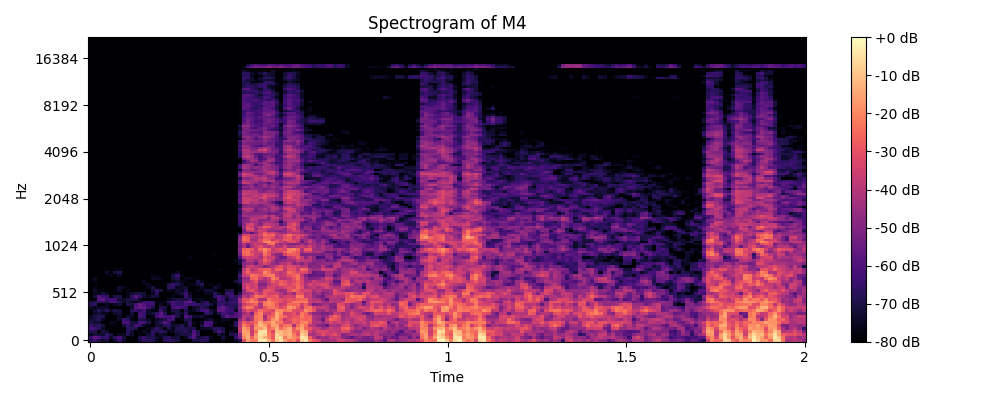 Spectrogram of M4
Hz
16384
8192
4096
2048
1024
512
0
0 0.5 1 1.5 2
Time
+0 dB
-10 dB
-20 dB
-30 dB
-40 dB
-50 dB
-60 dB
-70 dB
-80 dB